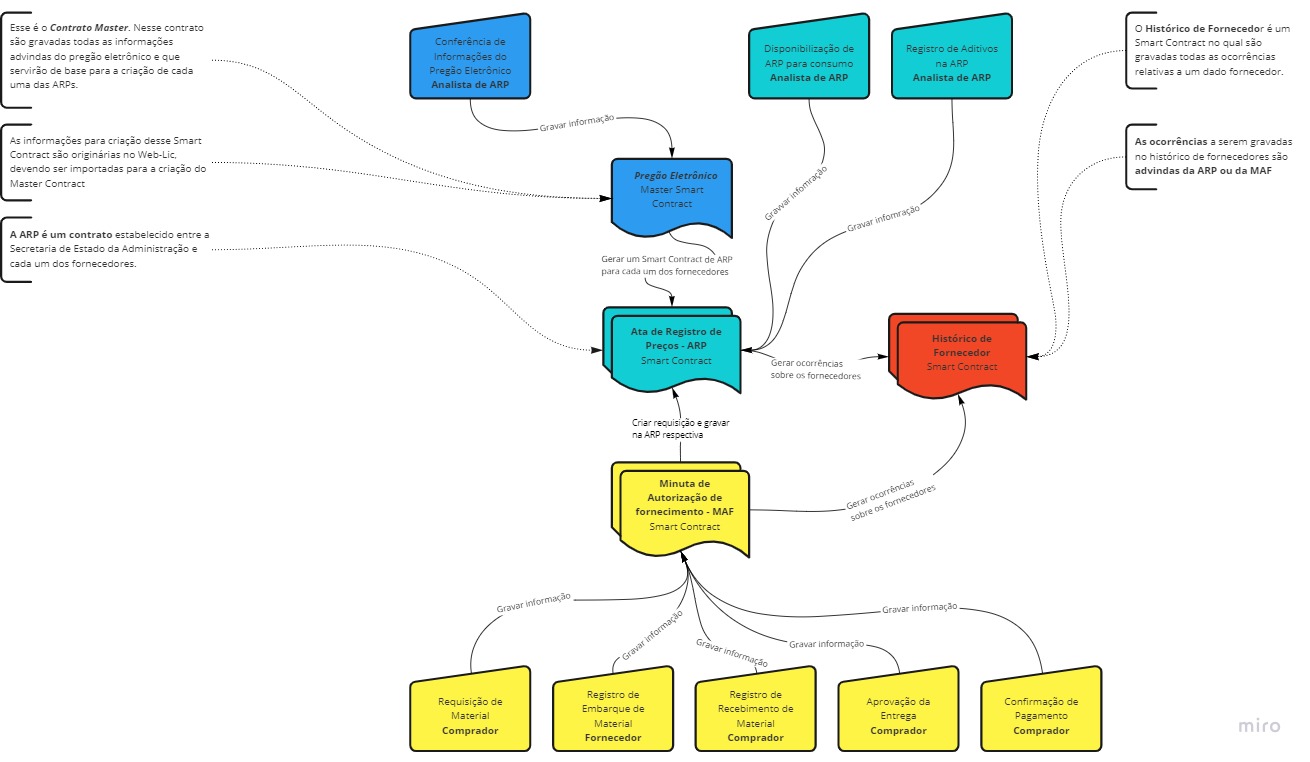 Esse é o Contrato Master. Nesse contrato
são gravadas todas as informações
advindas do pregão eletrônico e que
servirão de base para a criação de cada
uma das ARPs.
As informações para criação desse Smart
Contract são originárias no Web-Lic,
devendo ser importadas para a criação do
Master Contract
A ARP é um contrato estabelecido entre a
Secretaria de Estado da Administração e
cada um dos fornecedores.
Conferência de
Informações do
Pregão Eletrônico
Analista de ARP
Disponibilização de
ARP para consumo
Analista de ARP
Registro de Aditivos
na ARP
Analista de ARP
O Histórico de Fornecedor é um
Smart Contract no qual são
gravadas todas as ocorrências
relativas a um dado fornecedor.
As ocorrências a serem gravadas
no histórico de fornecedores são
advindas da ARP ou da MAF
Gravar informação
Pregão Eletrônico
Master Smart
Contract
Gravvar infomração
Gravar infomração
Gerar um Smart Contract de ARP
para cada um dos fornecedores
Ata de Registro de
Preços - ARP
Smart Contract
Gerar ocorrências
sobre os fornecedores
Histórico de
Fornecedor
Smart Contract
Criar requisição e gravar
na ARP respectiva
Minuta de
Autorização de
fornecimento - MAF
Smart Contract
Gerar ocorrências
sobre os fornecedores
Gravar informação
Gravar informação
Gravar informação
Gravar informação
Gravar informação
Requisição de
Material
Comprador
Registro de
Embarque de
Material
Fornecedor
Registro de
Recebimento de
Material
Comprador
Aprovação da
Entrega
Comprador
Confirmação de
Pagamento
Comprador
miro